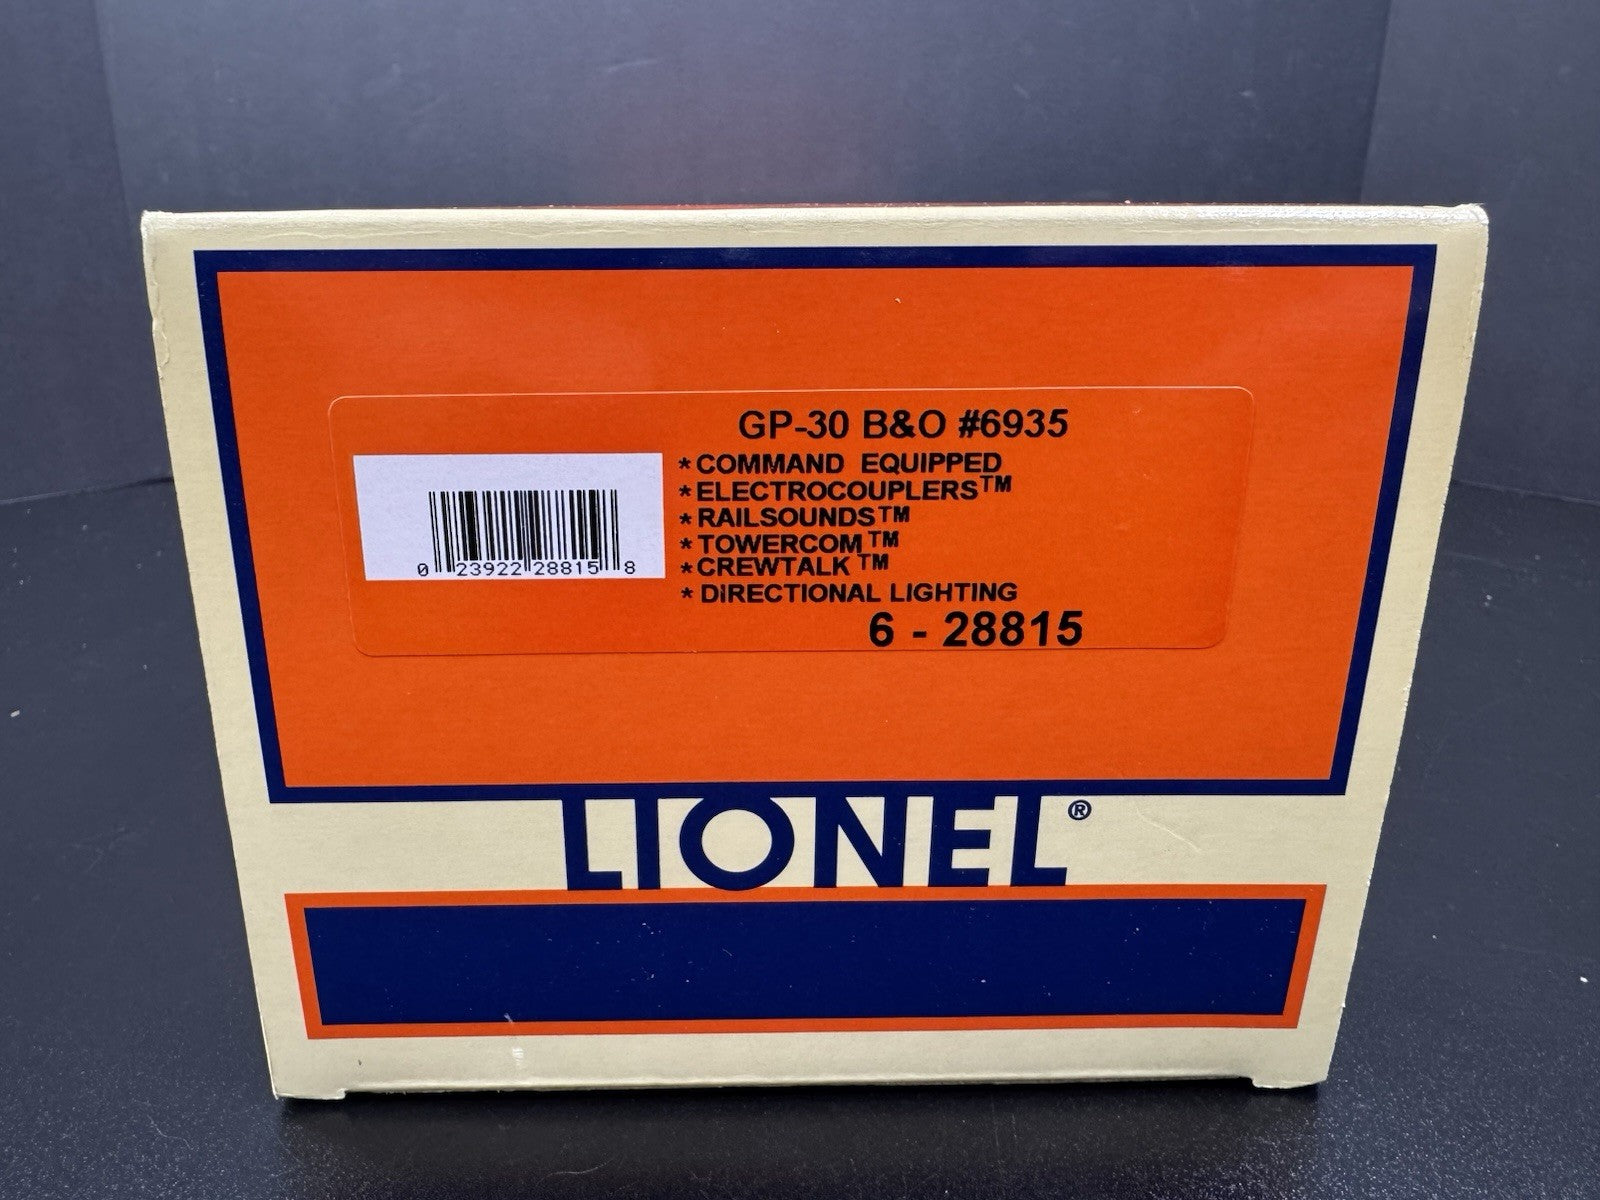 GP-30 B&O #6935
*COMMAND EQUIPPED
*ELECTROCOUPLERS™
*RAILSOUNDS™
*TOWERCOM™
*CREWTALK™
*DIRECTIONAL LIGHTING
6 - 28815
0 23922 28815 8
LIONEL®